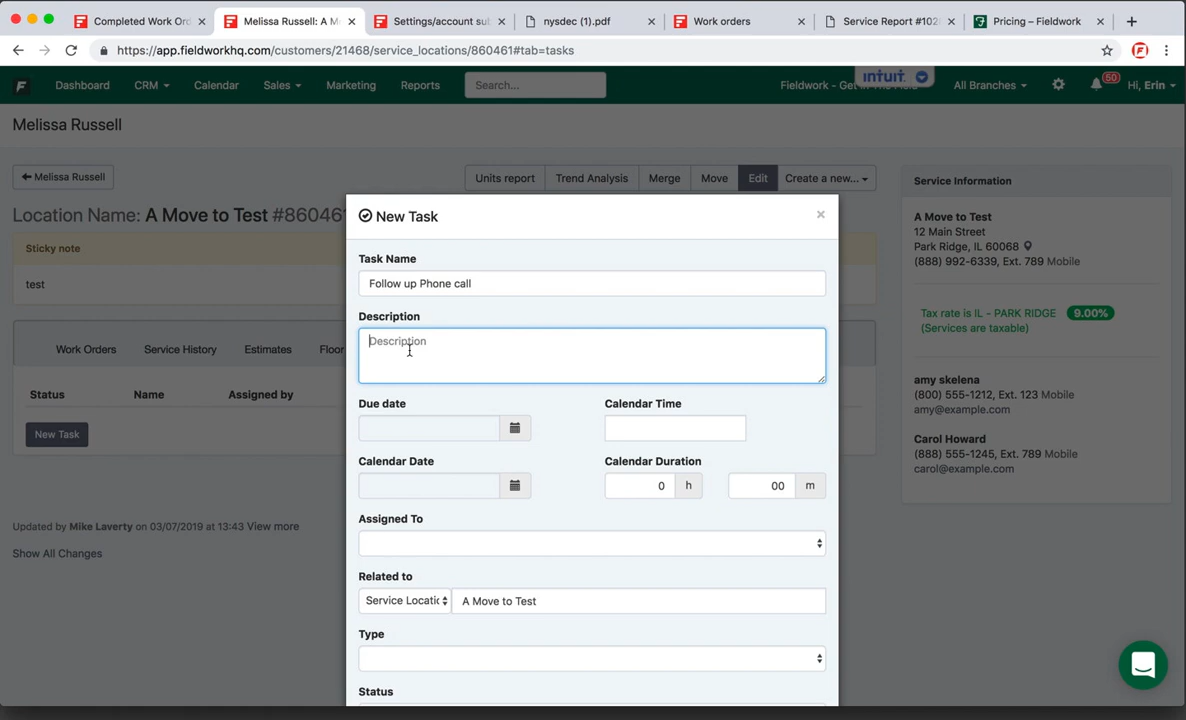 Completed Work Or
Melissa Russell: A M
Settings/account su
nysdec (1).pdf
Work orders
Service Report #102
Pricing – Fieldwork
https://app.fieldworkhq.com/customers/21468/service_locations/860461#tab=tasks
Dashboard CRM Calendar Sales Marketing Reports Search... Fieldwork - Get In The Field All Branches 50 Hi, Erin
intuit
Melissa Russell
Melissa Russell
Units report Trend Analysis Merge Move Edit Create a new...
Location Name: A Move to Test #860461
Sticky note
test
Work Orders Service History Estimates Floor
Status Name Assigned by
New Task
Updated by Mike Laverty on 03/07/2019 at 13:43 View more
Show All Changes
New Task ×
Task Name
Follow up Phone call
Description
Description
Due date Calendar Time
Calendar Date Calendar Duration
0 h 00 m
Assigned To
Related to
Service Locatic A Move to Test
Type
Status
Service Information
A Move to Test
12 Main Street
Park Ridge, IL 60068
(888) 992-6339, Ext. 789 Mobile
Tax rate is IL - PARK RIDGE 9.00%
(Services are taxable)
amy skelena
(800) 555-1212, Ext. 123 Mobile
amy@example.com
Carol Howard
(888) 555-1245, Ext. 789 Mobile
carol@example.com